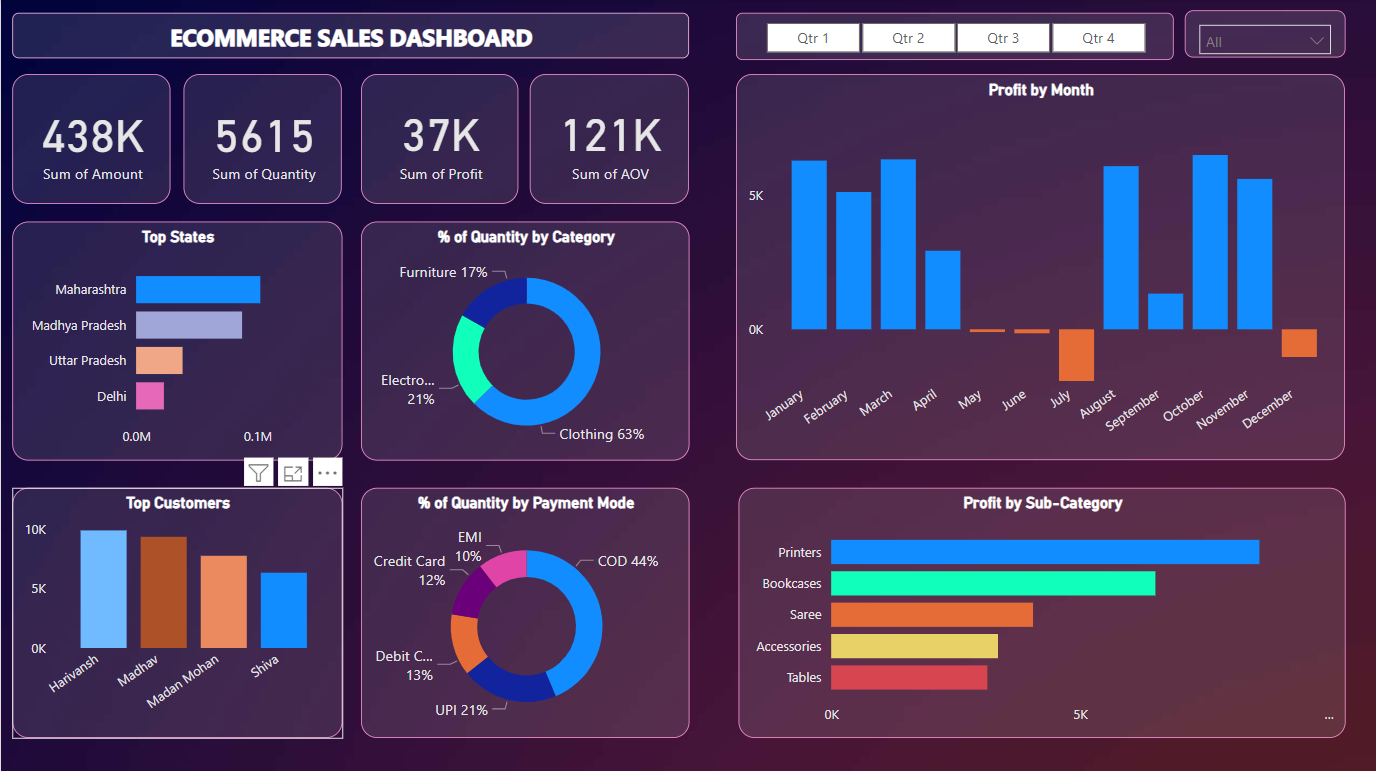 ECOMMERCE SALES DASHBOARD
Qtr 1
Qtr 2
Qtr 3
Qtr 4
All
438K
Sum of Amount
5615
Sum of Quantity
37K
Sum of Profit
121K
Sum of AOV
Profit by Month
5K
0K
January
February
March
April
May
June
July
August
September
October
November
December
Top States
Maharashtra
Madhya Pradesh
Uttar Pradesh
Delhi
0.0M
0.1M
% of Quantity by Category
Furniture 17%
Electro...
21%
Clothing 63%
Top Customers
10K
5K
0K
Harivansh
Madhav
Madan Mohan
Shiva
% of Quantity by Payment Mode
EMI
10%
COD 44%
Credit Card
12%
Debit C...
13%
UPI 21%
Profit by Sub-Category
Printers
Bookcases
Saree
Accessories
Tables
0K
5K
...